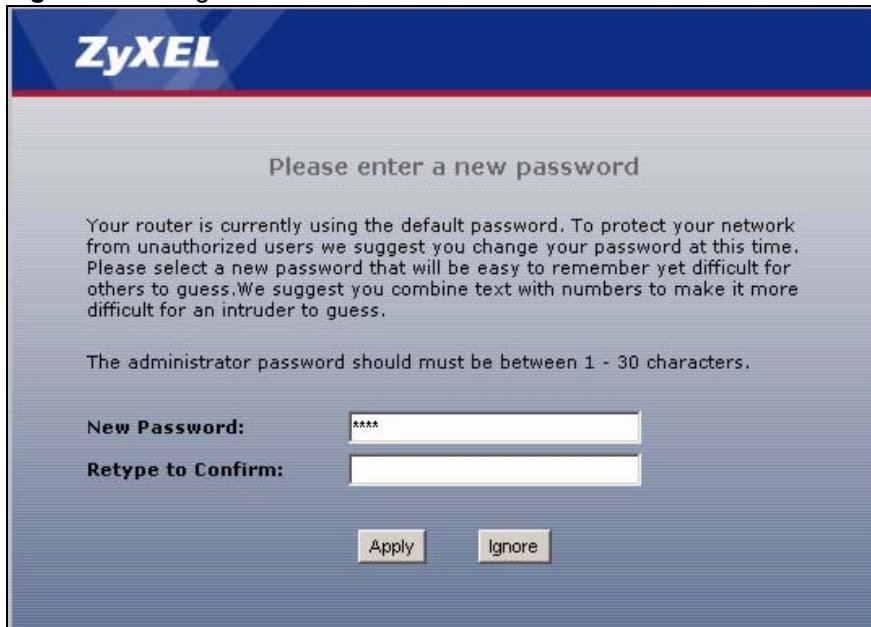 ZyXEL
Please enter a new password
Your router is currently using the default password. To protect your network
from unauthorized users we suggest you change your password at this time.
Please select a new password that will be easy to remember yet difficult for
others to guess.We suggest you combine text with numbers to make it more
difficult for an intruder to guess.
The administrator password should must be between 1 - 30 characters.
New Password: ****
Retype to Confirm:
Apply Ignore